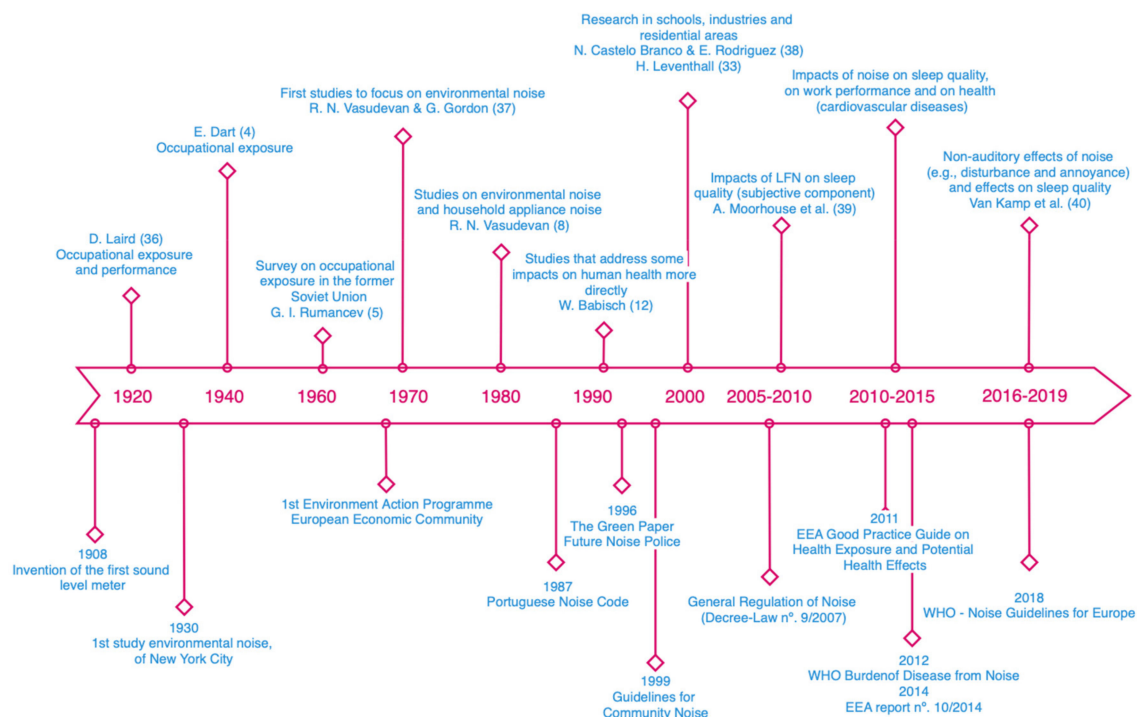 Research in schools, industries and
residential areas
N. Castelo Branco & E. Rodriguez (38)
H. Leventhall (33)
Impacts of noise on sleep quality,
on work performance and on health
(cardiovascular diseases)
First studies to focus on environmental noise
R. N. Vasudevan & G. Gordon (37)
E. Dart (4)
Occupational exposure
Non-auditory effects of noise
(e.g., disturbance and annoyance)
and effects on sleep quality
Van Kamp et al. (40)
Impacts of LFN on sleep
quality (subjective component)
A. Moorhouse et al. (39)
Studies on environmental noise
and household appliance noise
R. N. Vasudevan (8)
D. Laird (36)
Occupational exposure
and performance
Survey on occupational
exposure in the former
Soviet Union
G. I. Rumancev (5)
Studies that address some
impacts on human health more
directly
W. Babisch (12)
1920
1940
1960
1970
1980
1990
2000
2005-2010
2010-2015
2016-2019
1908
Invention of the first sound
level meter
1930
1st study environmental noise,
of New York City
1st Environment Action Programme
European Economic Community
1987
Portuguese Noise Code
1996
The Green Paper
Future Noise Police
1999
Guidelines for
Community Noise
General Regulation of Noise
(Decree-Law nº. 9/2007)
2011
EEA Good Practice Guide on
Health Exposure and Potential
Health Effects
2012
WHO Burdenof Disease from Noise
2014
EEA report nº. 10/2014
2018
WHO - Noise Guidelines for Europe